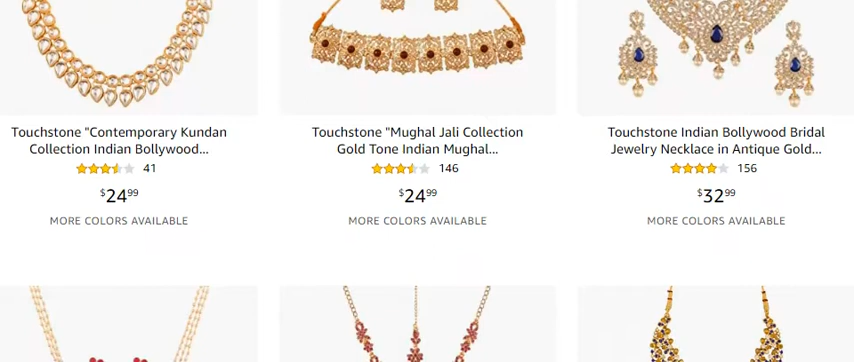 Touchstone "Contemporary Kundan
Collection Indian Bollywood...
41
$24.99
MORE COLORS AVAILABLE
Touchstone "Mughal Jali Collection
Gold Tone Indian Mughal...
146
$24.99
MORE COLORS AVAILABLE
Touchstone Indian Bollywood Bridal
Jewelry Necklace in Antique Gold...
156
$32.99
MORE COLORS AVAILABLE